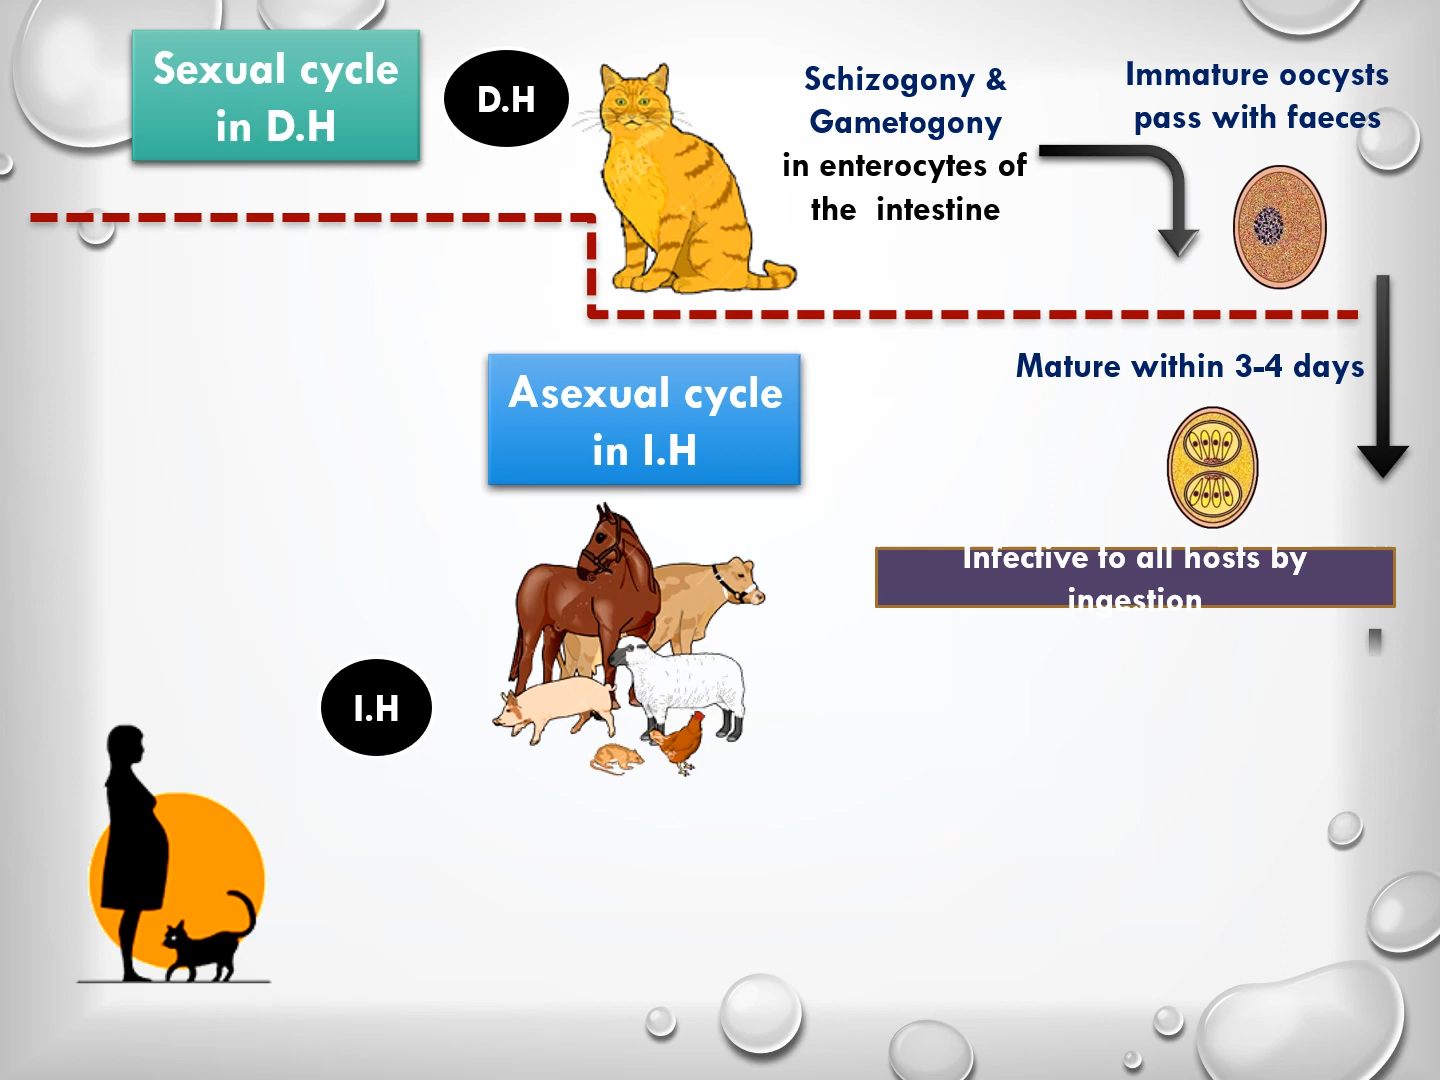 Sexual cycle
in D.H
D.H
Schizogony &
Gametogony
in enterocytes of
the intestine
Immature oocysts
pass with faeces
Mature within 3-4 days
Asexual cycle
in I.H
Infective to all hosts by
ingestion
I.H